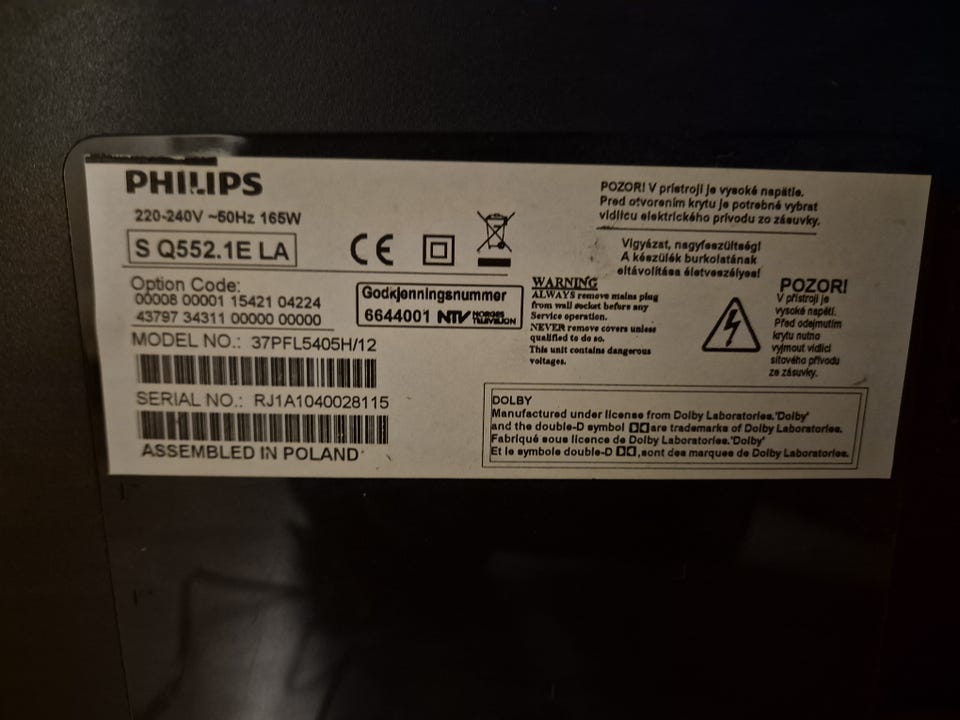 PHILIPS
220-240V ~50Hz 165W
S Q552.1E LA
Option Code:
00008 00001 15421 04224
43797 34311 00000 00000
MODEL NO.: 37PFL5405H/12
SERIAL NO.: RJ1A1040028115
ASSEMBLED IN POLAND
CE
Godkjenningsnummer
6644001 NTV NORGES
TELEVISJON
POZOR! V prístroji je vysoké napätie.
Pred otvorením krytu je potrebné vybrat
vidlicu elektrického prívodu zo zásuvky.
Vigyázat, nagyfeszültség!
A készülék burkolatának
eltávolítása életveszélyes!
WARNING
ALWAYS remove mains plug
from wall socket before any
Service operation.
NEVER remove covers unless
qualified to do so.
This unit contains dangerous
voltages.
POZOR!
V přístroji je
vysoké napětí.
Před odejmutím
krytu nutno
vyjmout vidlici
síťového přívodu
ze zásuvky.
DOLBY
Manufactured under license from Dolby Laboratories.'Dolby'
and the double-D symbol are trademarks of Dolby Laboratories.
Fabriqué sous licence de Dolby Laboratories.'Dolby'
Et le symbole double-D ,sont des marques de Dolby Laboratories.